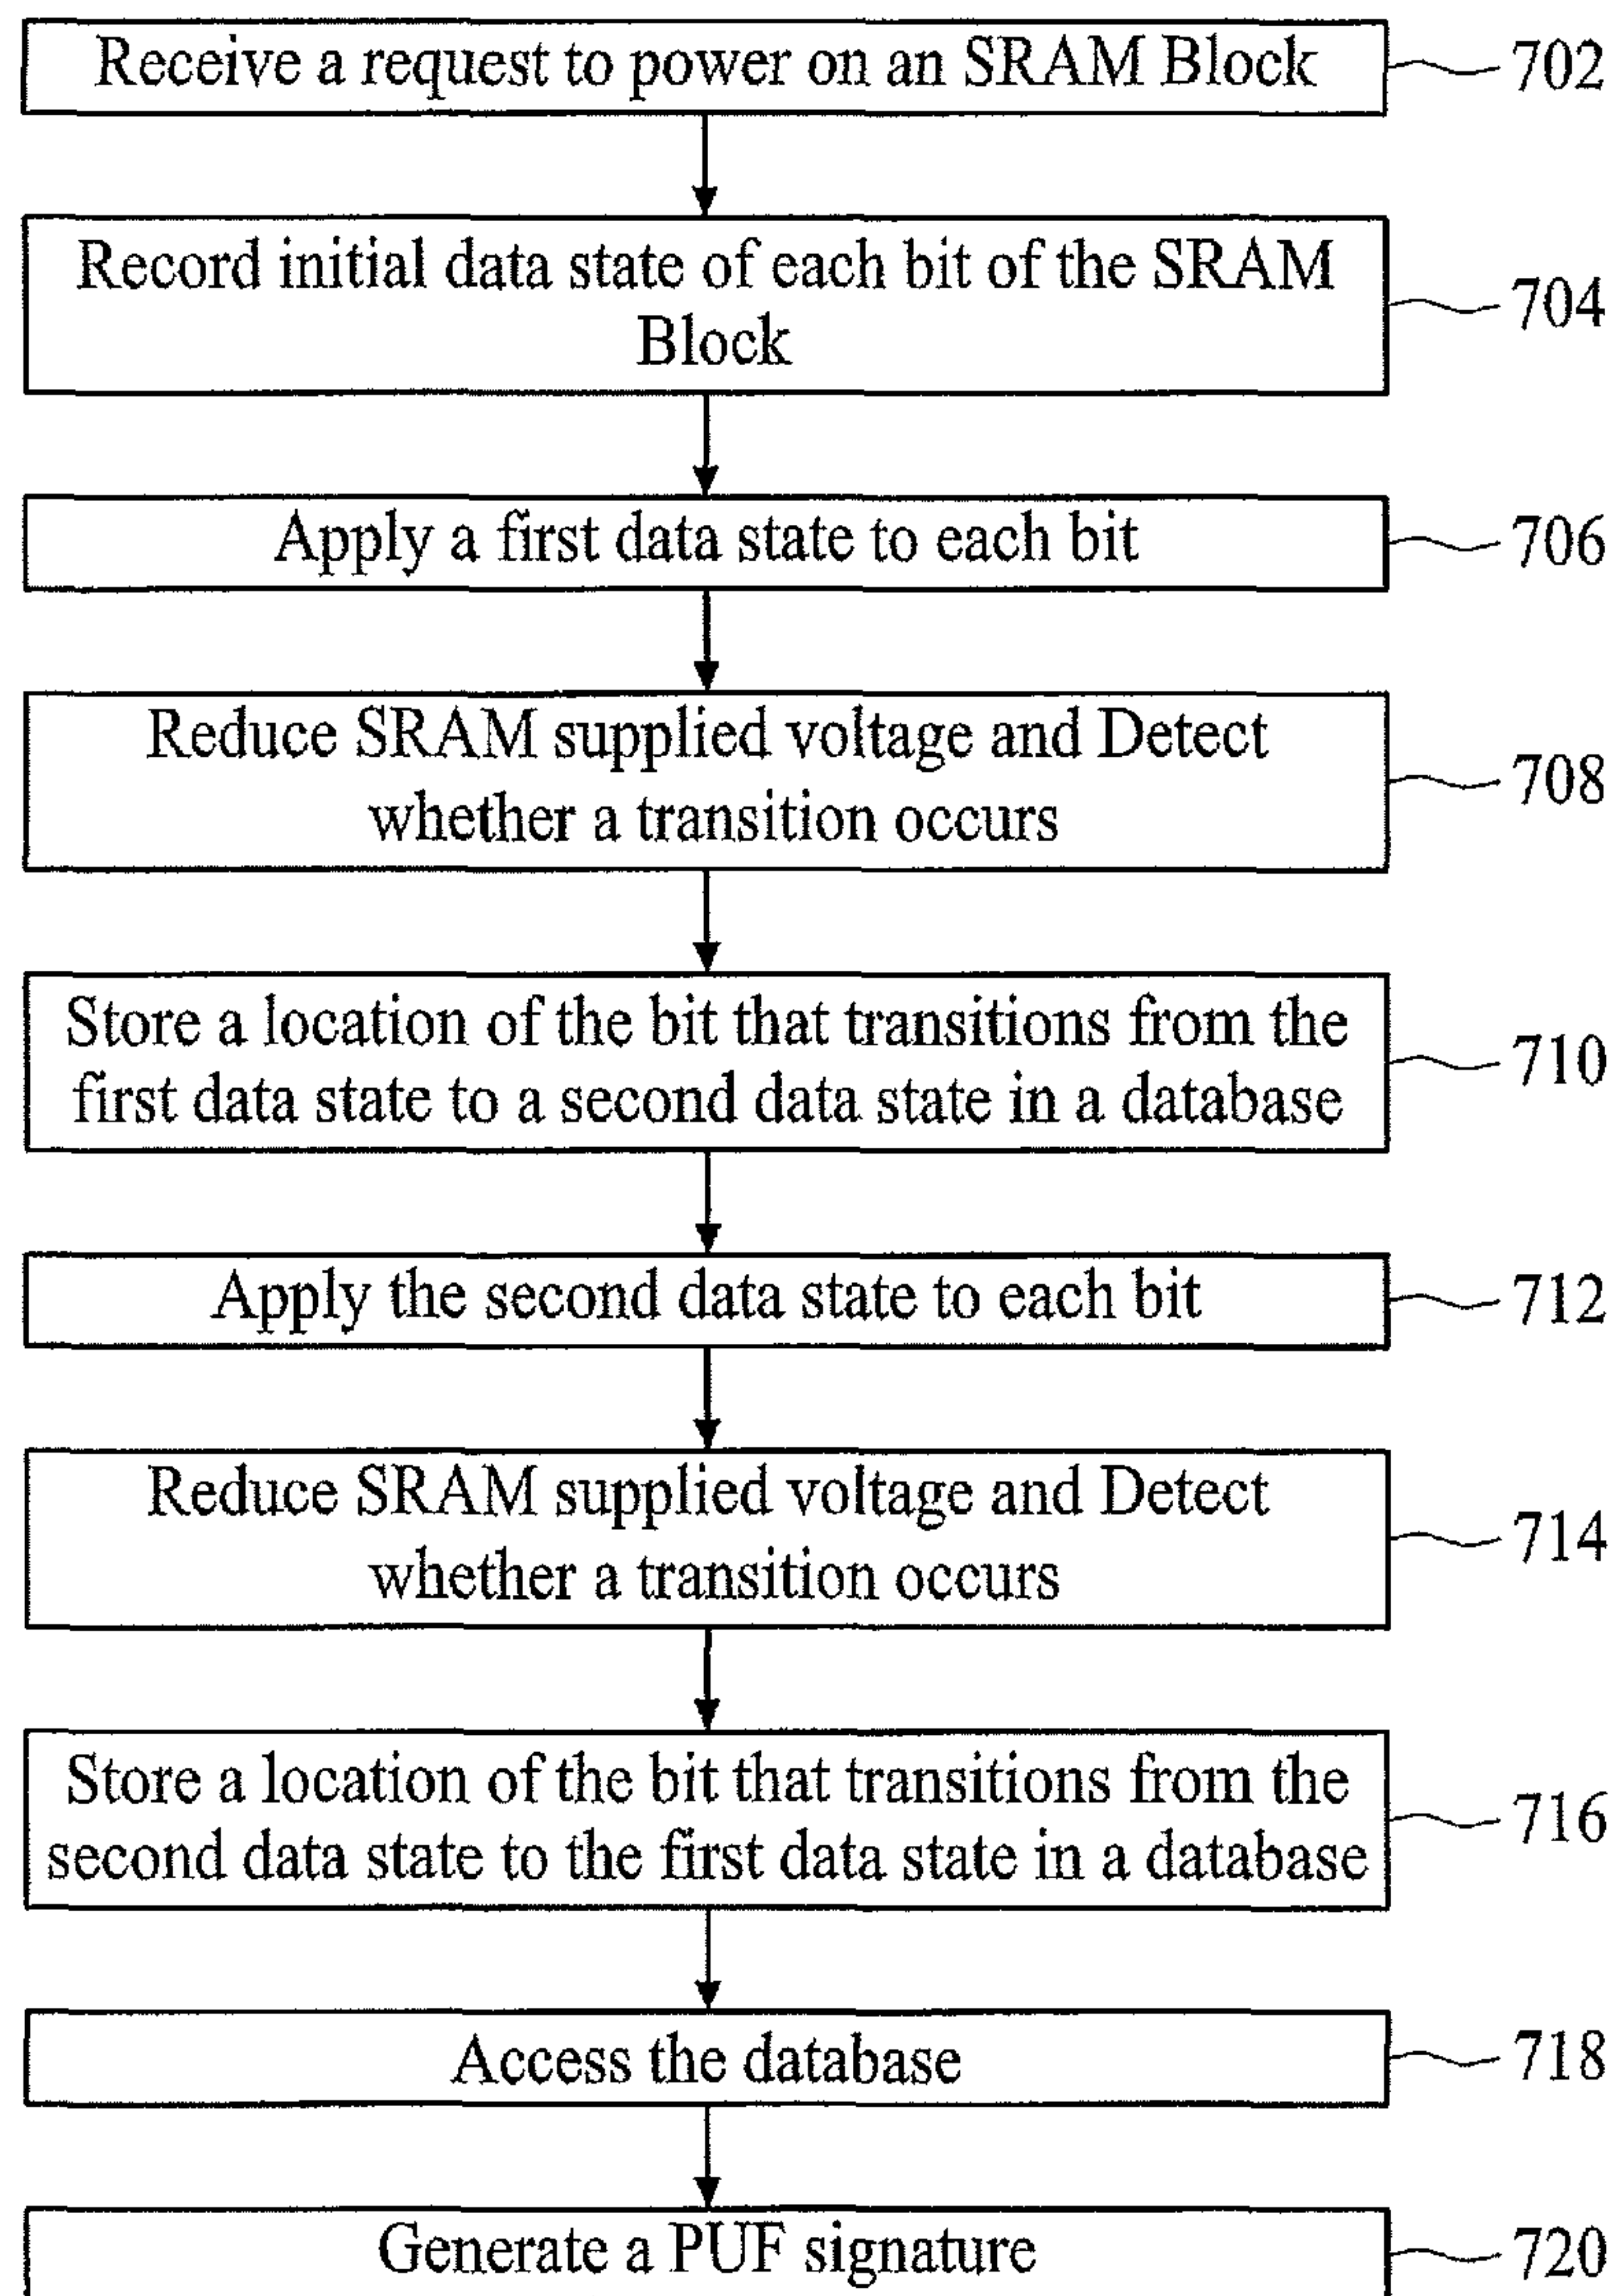 Receive a request to power on an SRAM Block
702
Record initial data state of each bit of the SRAM
Block
704
Apply a first data state to each bit
706
Reduce SRAM supplied voltage and Detect
whether a transition occurs
708
Store a location of the bit that transitions from the
first data state to a second data state in a database
710
Apply the second data state to each bit
712
Reduce SRAM supplied voltage and Detect
whether a transition occurs
714
Store a location of the bit that transitions from the
second data state to the first data state in a database
716
Access the database
718
Generate a PUF signature
720